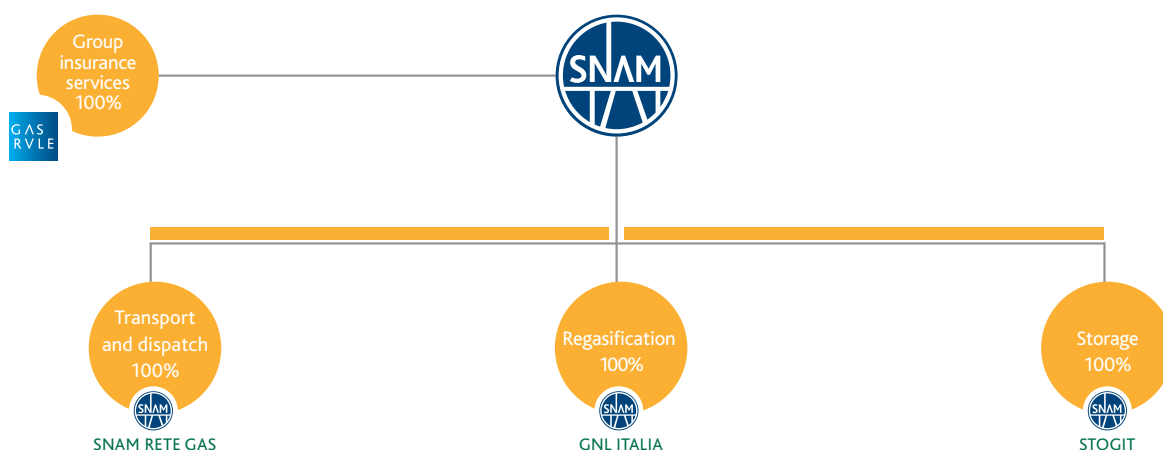 Group
insurance
services
100%
GAS
RVLE
SNAM
Transport
and dispatch
100%
SNAM
SNAM RETE GAS
Regasification
100%
SNAM
GNL ITALIA
Storage
100%
SNAM
STOGIT